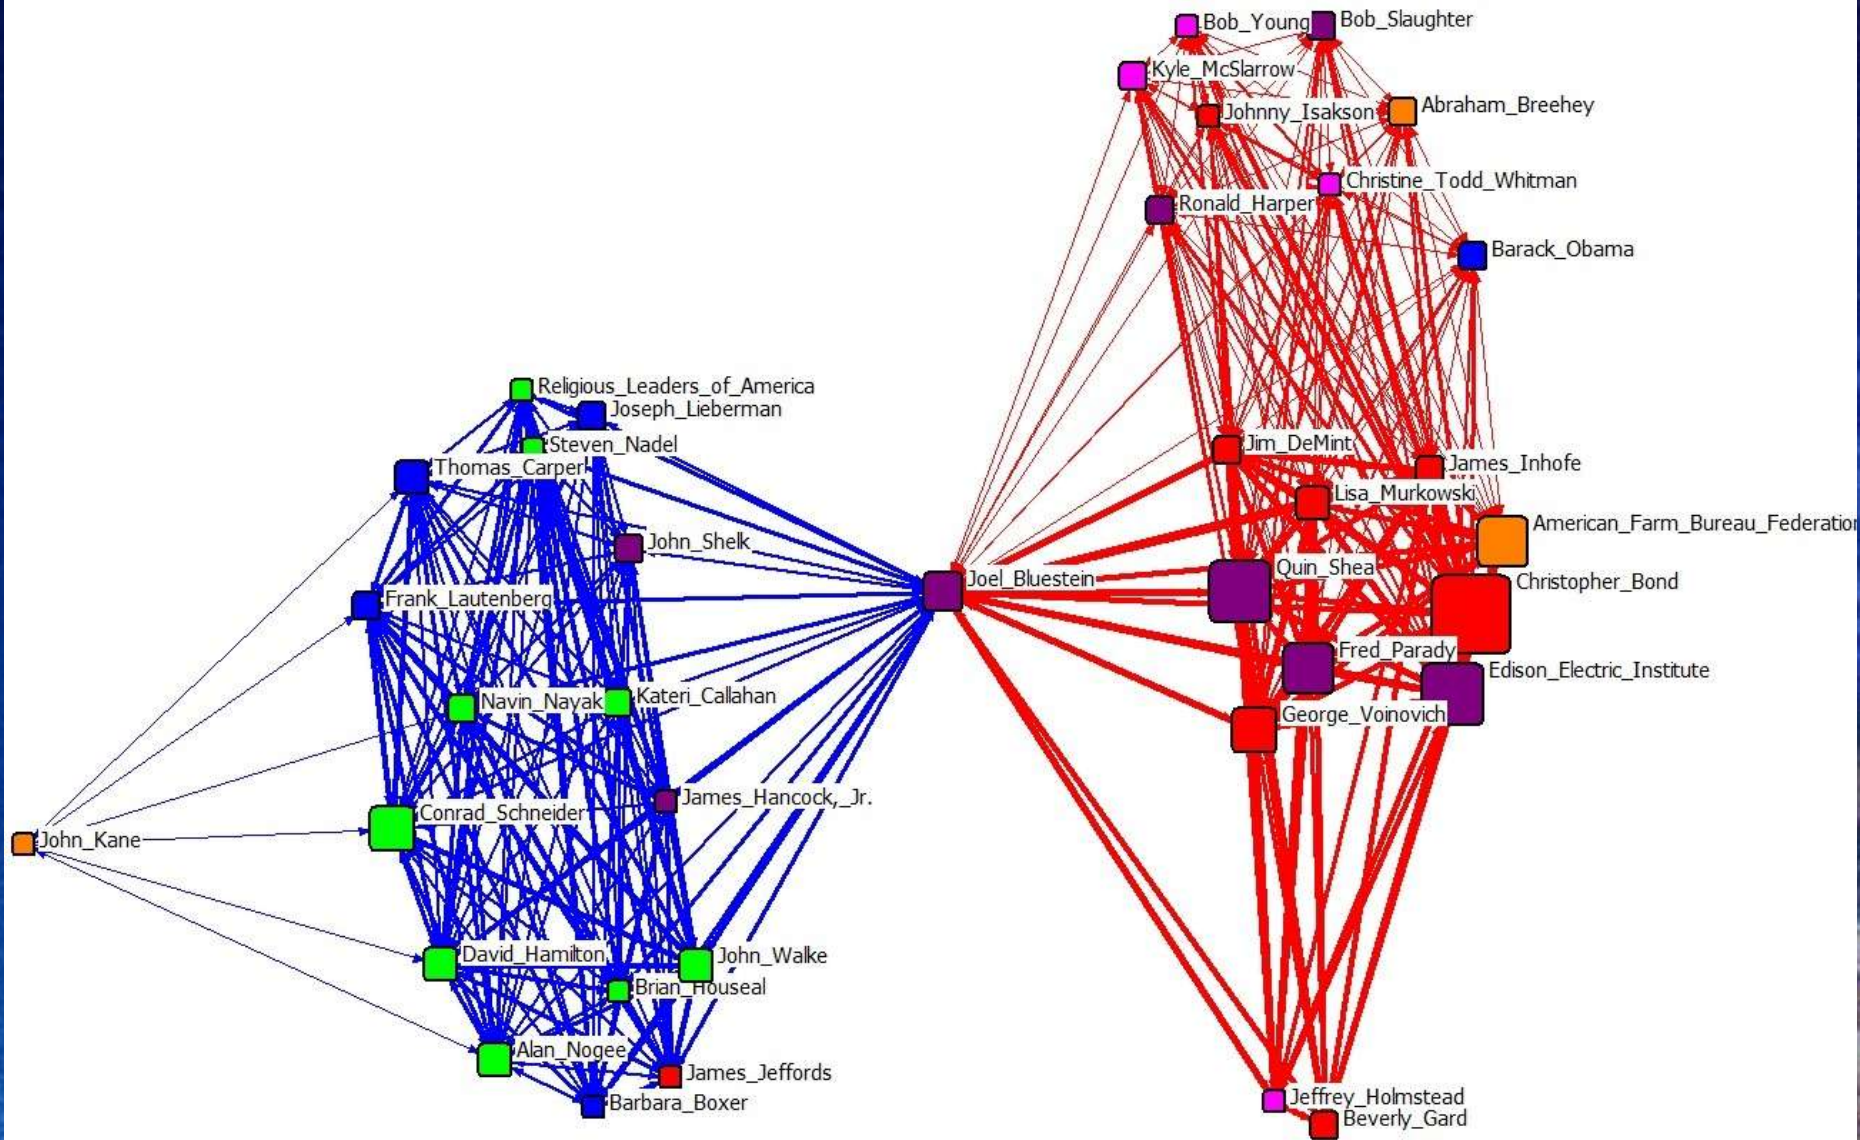 Bob_Young
Bob_Slaughter
Kyle_McSlarrow
Johnny_Isakson
Abraham_Breehey
Christine_Todd_Whitman
Ronald_Harper
Barack_Obama
Religious_Leaders_of_America
Joseph_Lieberman
Steven_Nadel
Thomas_Carper
Jim_DeMint
James_Inhofe
Lisa_Murkowski
American_Farm_Bureau_Federation
John_Shelk
Quin_Shea
Joel_Bluestein
Christopher_Bond
Frank_Lautenberg
Fred_Parady
Edison_Electric_Institute
Navin_Nayak
Kateri_Callahan
George_Voinovich
James_Hancock,_Jr.
Conrad_Schneider
John_Kane
David_Hamilton
John_Walke
Brian_Houseal
Alan_Nogee
James_Jeffords
Barbara_Boxer
Jeffrey_Holmstead
Beverly_Gard